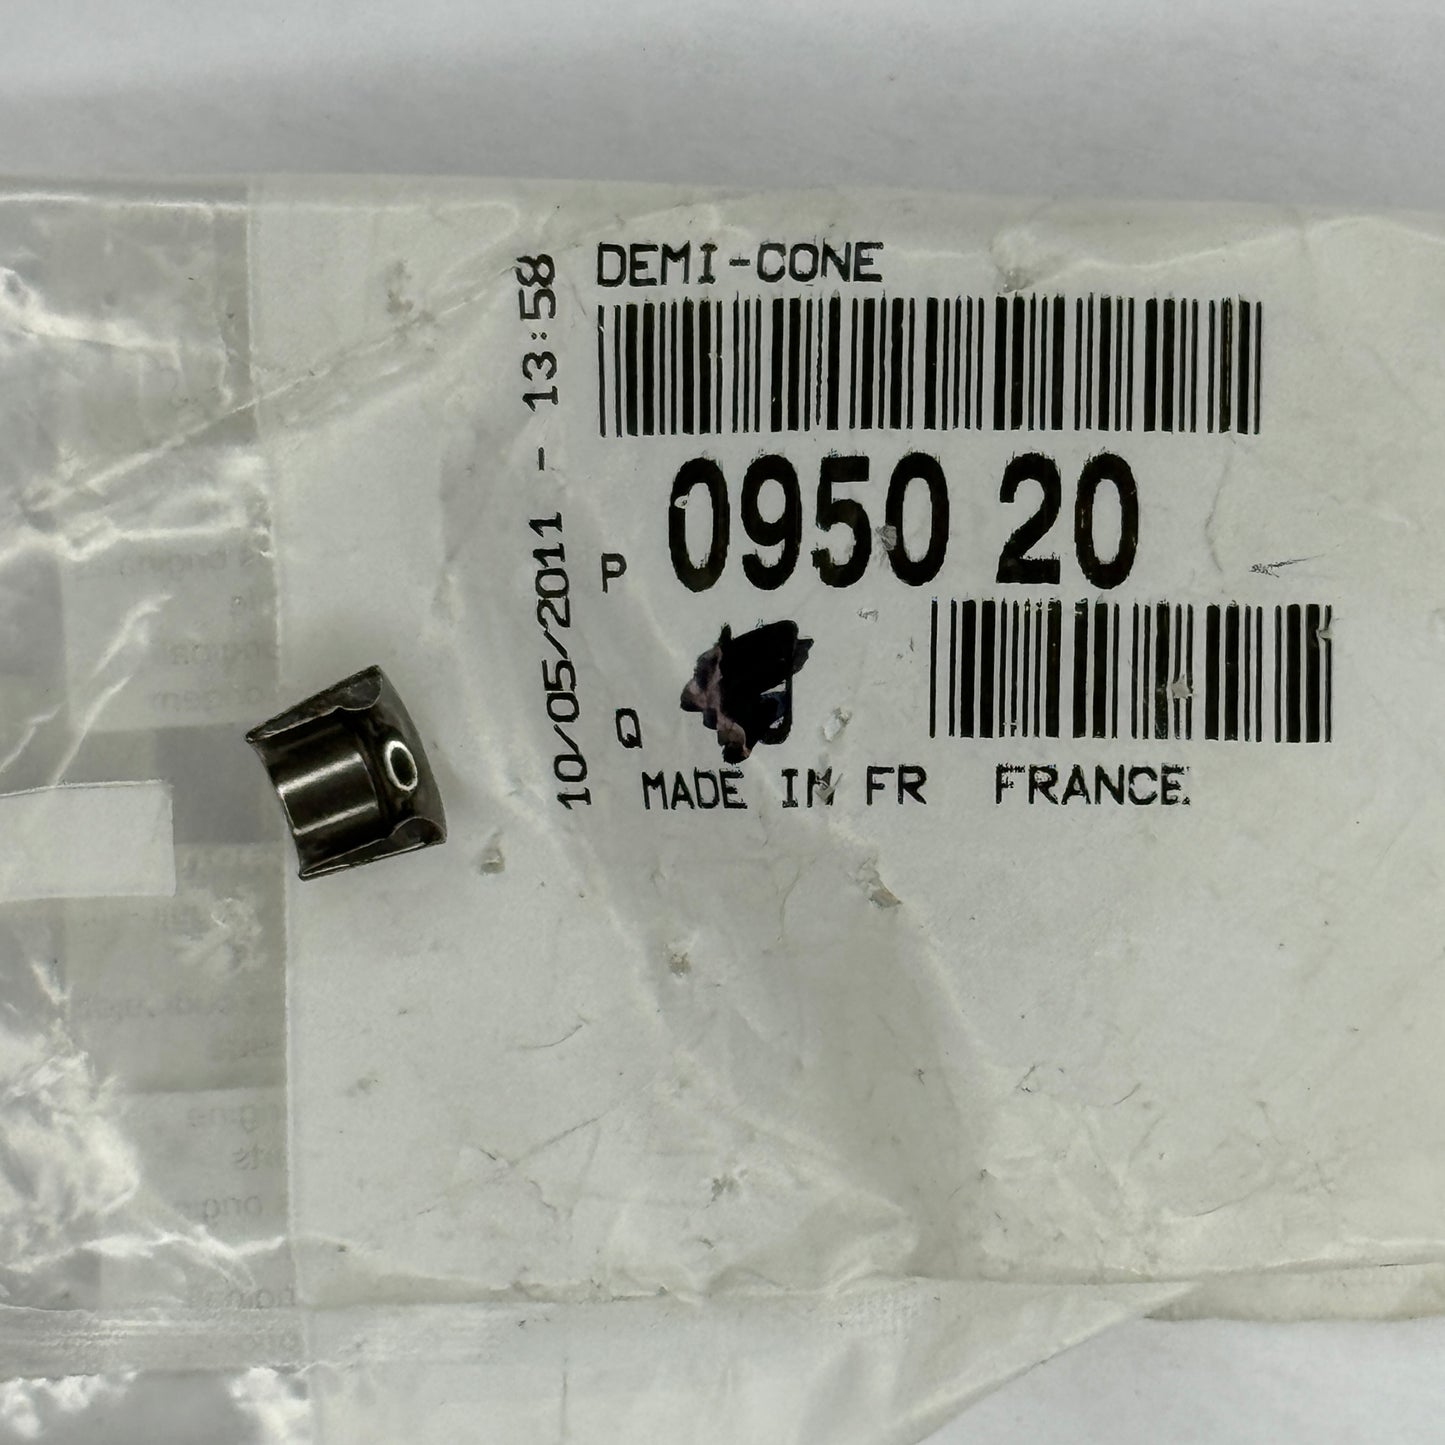 DEMI-CONE
10/05/2011 - 13:58
P 0950 20
Q
MADE IN FR FRANCE